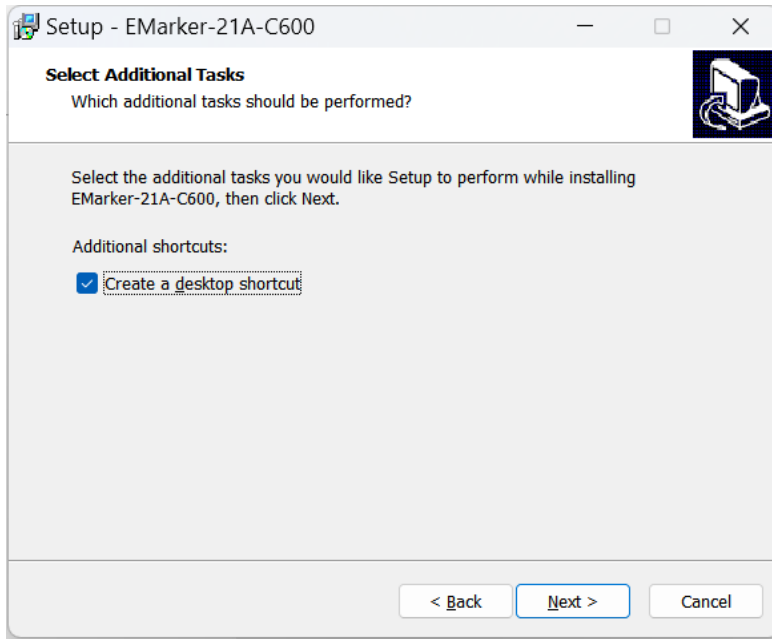 Setup - EMarker-21A-C600
Select Additional Tasks
Which additional tasks should be performed?
Select the additional tasks you would like Setup to perform while installing
EMarker-21A-C600, then click Next.
Additional shortcuts:
Create a desktop shortcut
< Back
Next >
Cancel